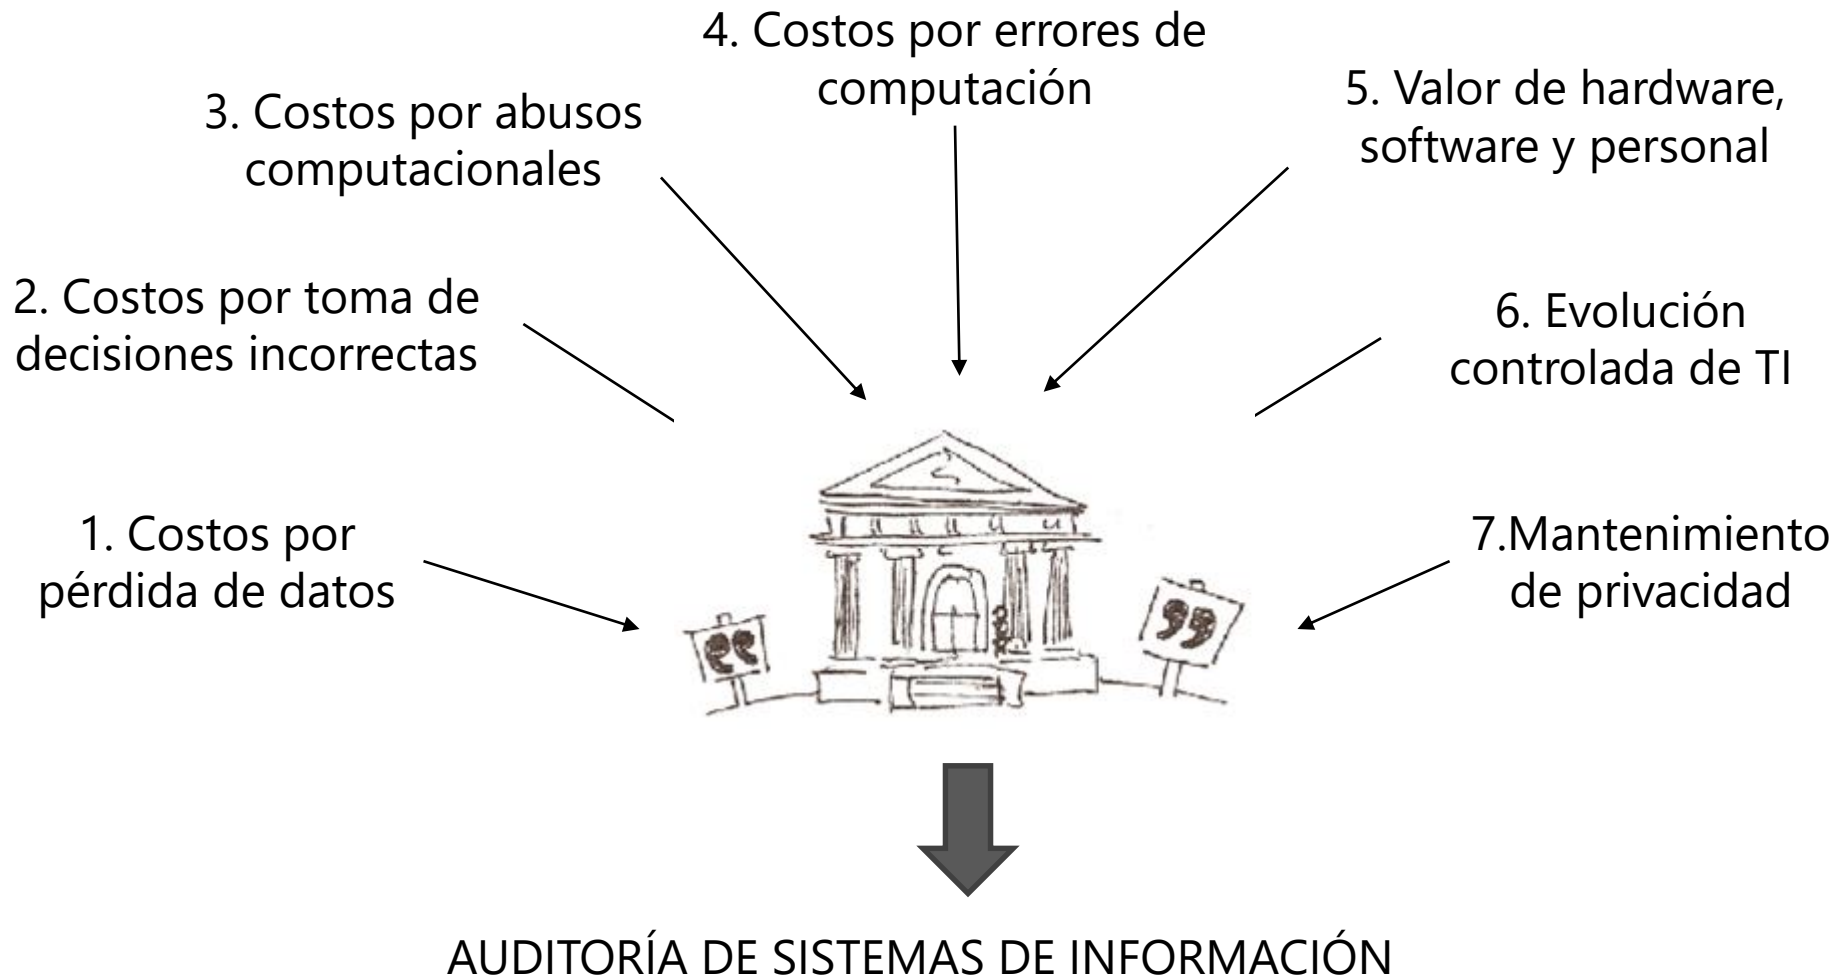 4. Costos por errores de
computación
3. Costos por abusos
computacionales
5. Valor de hardware,
software y personal
2. Costos por toma de
decisiones incorrectas
6. Evolución
controlada de TI
1. Costos por
pérdida de datos
7.Mantenimiento
de privacidad
AUDITORÍA DE SISTEMAS DE INFORMACIÓN